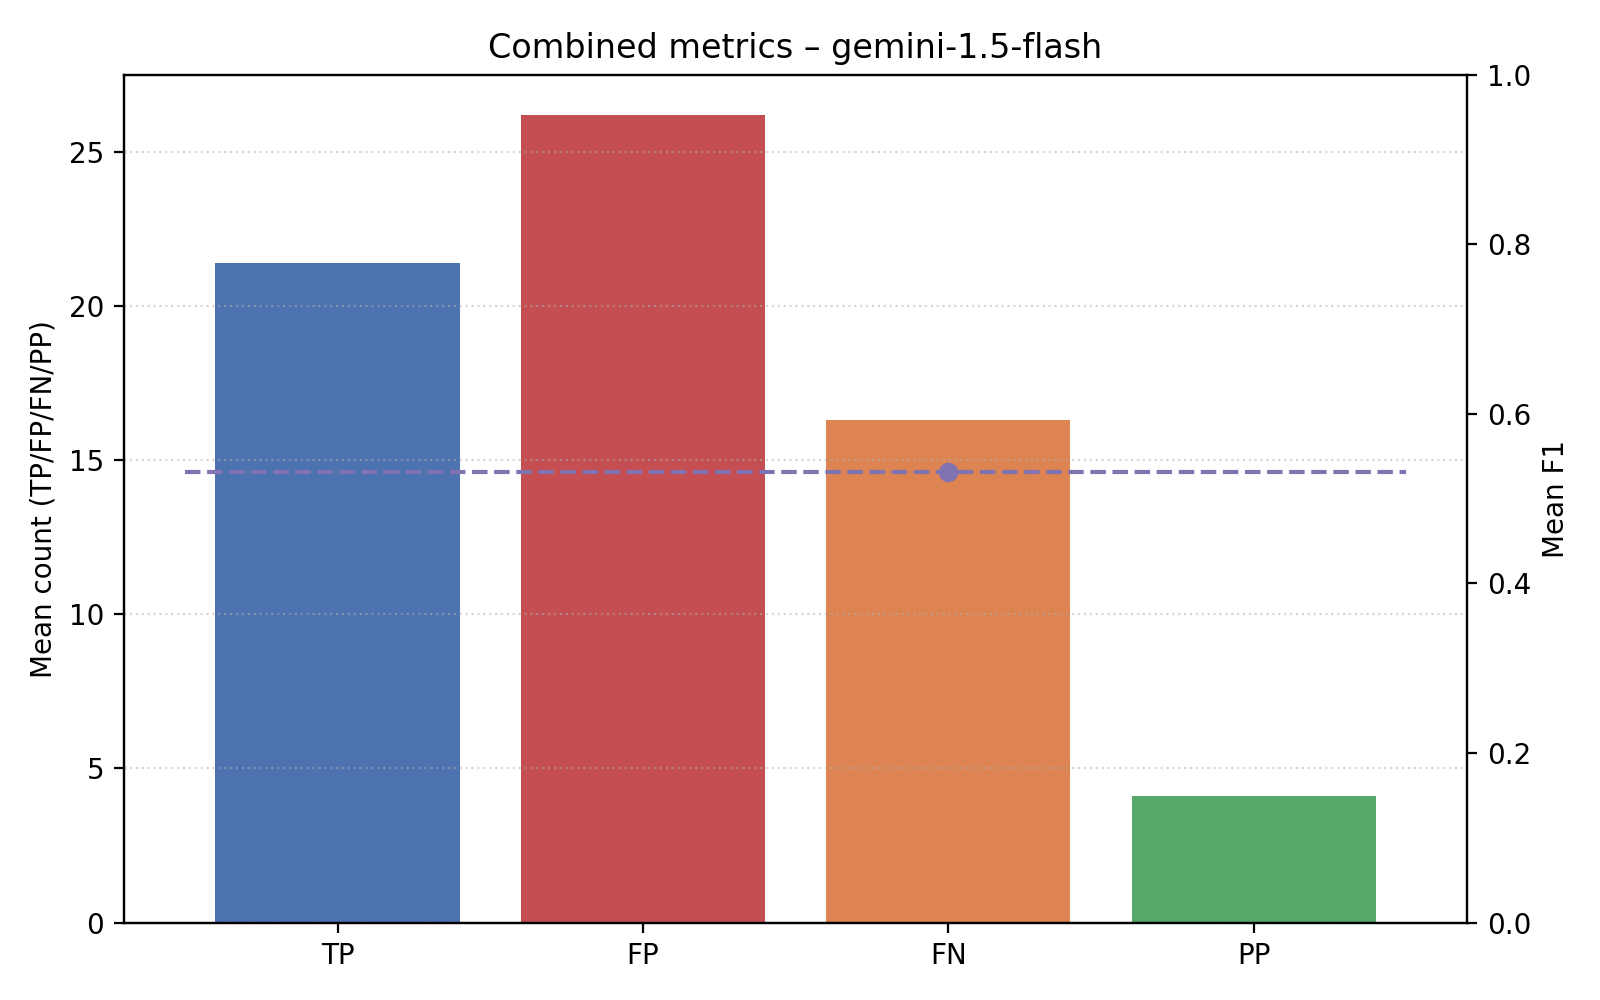 Combined metrics – gemini-1.5-flash
Mean count (TP/FP/FN/PP)
25
20
15
10
5
0
TP
FP
FN
PP
1.0
0.8
0.6
0.4
0.2
0.0
Mean F1